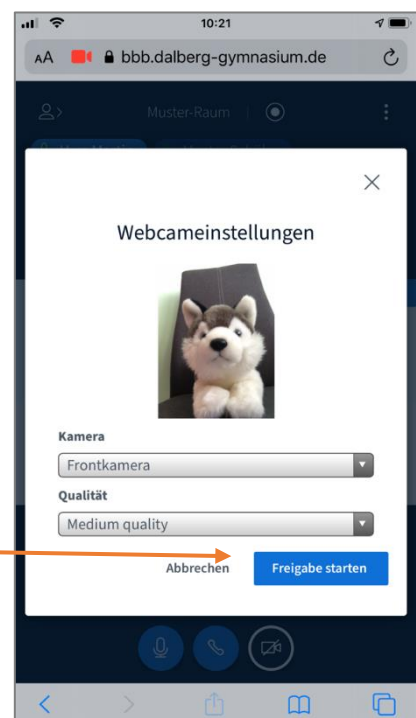 10:21
AA bbb.dalberg-gymnasium.de
Muster-Raum
Webcameinstellungen
Kamera
Frontkamera
Qualität
Medium quality
Abbrechen Freigabe starten